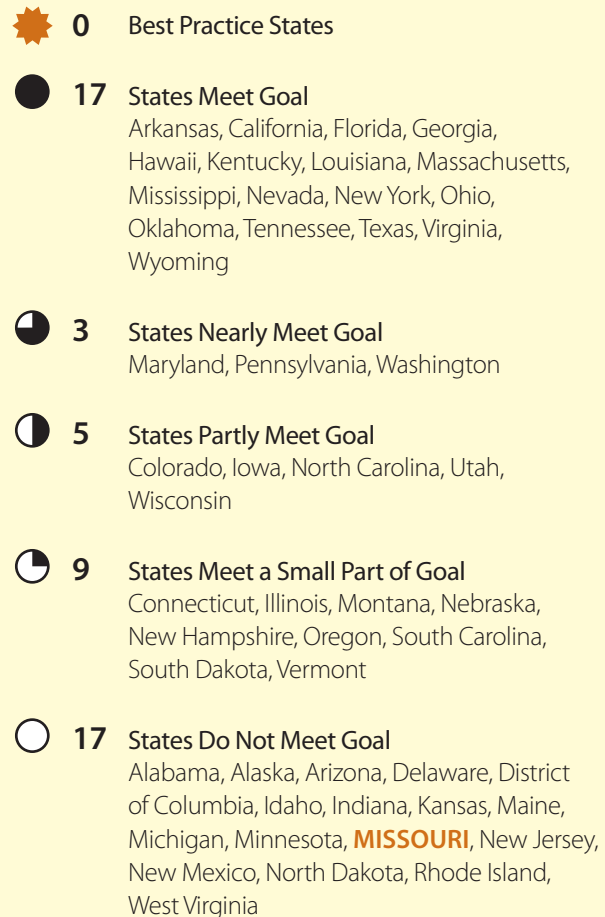 0 Best Practice States
17 States Meet Goal
Arkansas, California, Florida, Georgia,
Hawaii, Kentucky, Louisiana, Massachusetts,
Mississippi, Nevada, New York, Ohio,
Oklahoma, Tennessee, Texas, Virginia,
Wyoming
3 States Nearly Meet Goal
Maryland, Pennsylvania, Washington
5 States Partly Meet Goal
Colorado, Iowa, North Carolina, Utah,
Wisconsin
9 States Meet a Small Part of Goal
Connecticut, Illinois, Montana, Nebraska,
New Hampshire, Oregon, South Carolina,
South Dakota, Vermont
17 States Do Not Meet Goal
Alabama, Alaska, Arizona, Delaware, District
of Columbia, Idaho, Indiana, Kansas, Maine,
Michigan, Minnesota, MISSOURI, New Jersey,
New Mexico, North Dakota, Rhode Island,
West Virginia